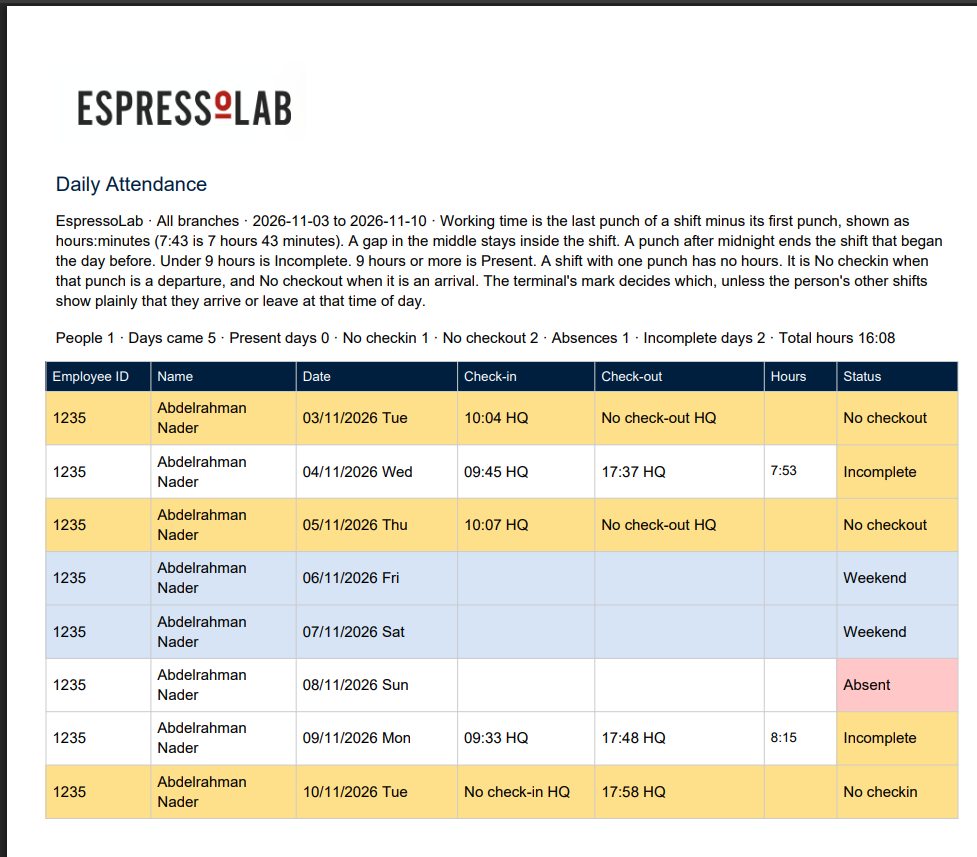 ESPRESSOLAB
Daily Attendance
EspressoLab · All branches · 2026-11-03 to 2026-11-10 · Working time is the last punch of a shift minus its first punch, shown as
hours:minutes (7:43 is 7 hours 43 minutes). A gap in the middle stays inside the shift. A punch after midnight ends the shift that began
the day before. Under 9 hours is Incomplete. 9 hours or more is Present. A shift with one punch has no hours. It is No checkin when
that punch is a departure, and No checkout when it is an arrival. The terminal's mark decides which, unless the person's other shifts
show plainly that they arrive or leave at that time of day.
People 1 · Days came 5 · Present days 0 · No checkin 1 · No checkout 2 · Absences 1 · Incomplete days 2 · Total hours 16:08
Employee ID Name Date Check-in Check-out Hours Status
1235 Abdelrahman Nader 03/11/2026 Tue 10:04 HQ No check-out HQ No checkout
1235 Abdelrahman Nader 04/11/2026 Wed 09:45 HQ 17:37 HQ 7:53 Incomplete
1235 Abdelrahman Nader 05/11/2026 Thu 10:07 HQ No check-out HQ No checkout
1235 Abdelrahman Nader 06/11/2026 Fri Weekend
1235 Abdelrahman Nader 07/11/2026 Sat Weekend
1235 Abdelrahman Nader 08/11/2026 Sun Absent
1235 Abdelrahman Nader 09/11/2026 Mon 09:33 HQ 17:48 HQ 8:15 Incomplete
1235 Abdelrahman Nader 10/11/2026 Tue No check-in HQ 17:58 HQ No checkin